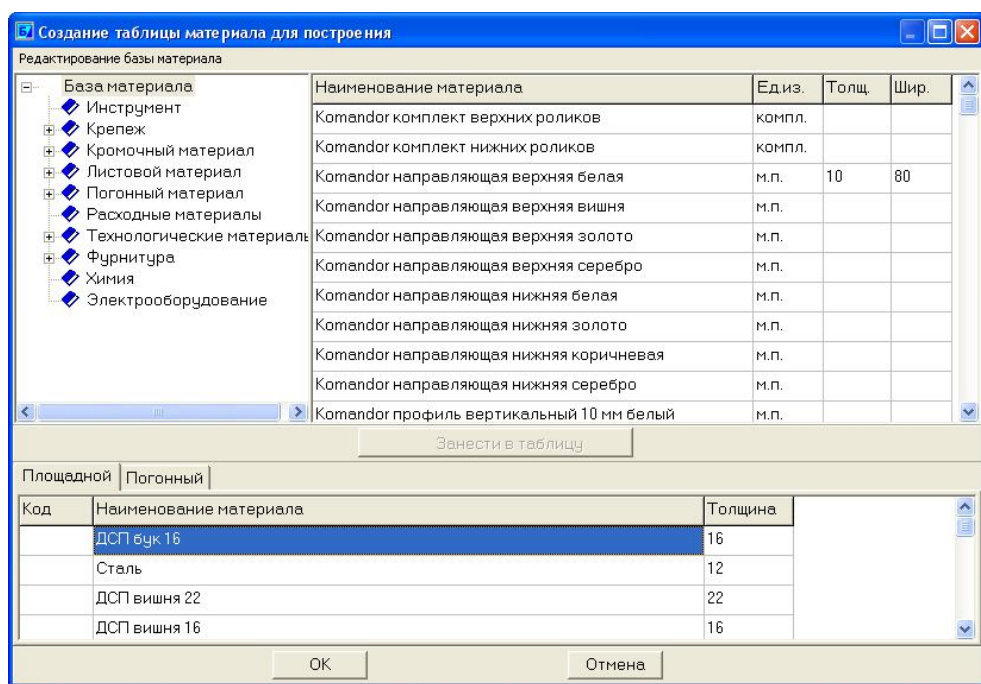 Создание таблицы материала для построения
Редактирование базы материала
База материала
Инструмент
Крепеж
Кромочный материал
Листовой материал
Погонный материал
Расходные материалы
Технологические материаль
Фурнитура
Химия
Электрооборудование
Наименование материала Ед.из. Толщ. Шир.
Komandor комплект верхних роликов компл.
Komandor комплект нижних роликов компл.
Komandor направляющая верхняя белая м.п. 10 80
Komandor направляющая верхняя вишня м.п.
Komandor направляющая верхняя золото м.п.
Komandor направляющая верхняя серебро м.п.
Komandor направляющая нижняя белая м.п.
Komandor направляющая нижняя золото м.п.
Komandor направляющая нижняя коричневая м.п.
Komandor направляющая нижняя серебро м.п.
Komandor профиль вертикальный 10 мм белый м.п.
Занести в таблицу
Площадной Погонный
Код Наименование материала Толщина
ДСП бук 16 16
Сталь 12
ДСП вишня 22 22
ДСП вишня 16 16
OK Отмена